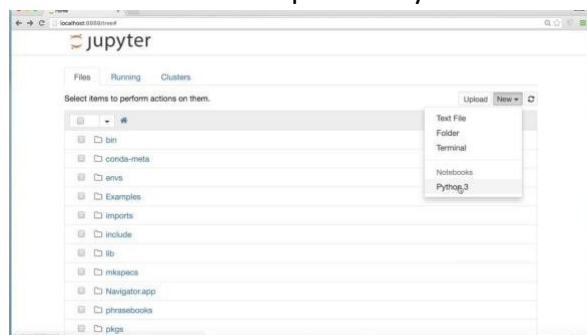 localhost:8888/tree#
jupyter
Files Running Clusters
Select items to perform actions on them.
Upload New
Text File
Folder
Terminal
Notebooks
Python 3
bin
conda-meta
envs
Examples
imports
include
lib
mkspecs
Navigator.app
phrasebooks
pkgs